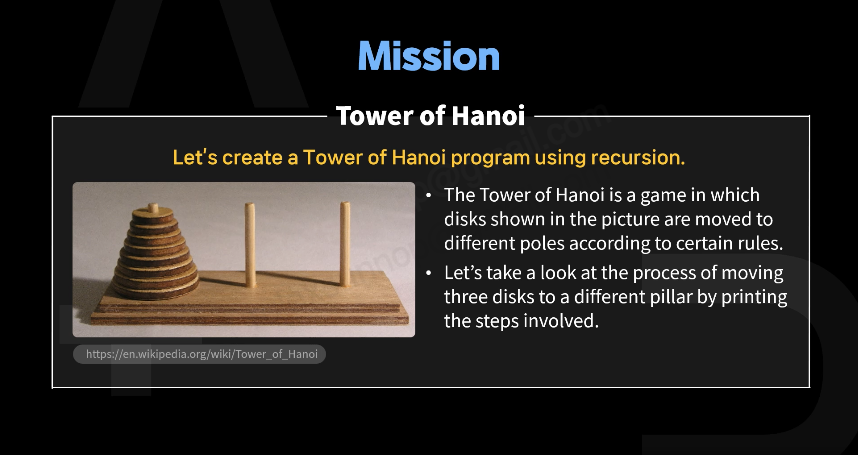 Mission
Tower of Hanoi
Let's create a Tower of Hanoi program using recursion.
• The Tower of Hanoi is a game in which
disks shown in the picture are moved to
different poles according to certain rules.
• Let's take a look at the process of moving
three disks to a different pillar by printing
the steps involved.
https://en.wikipedia.org/wiki/Tower_of_Hanoi